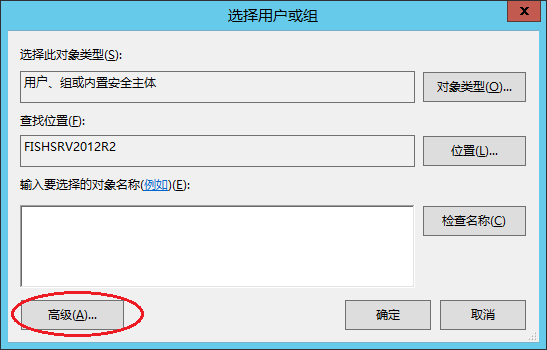 选择用户或组
选择此对象类型(S):
用户、组或内置安全主体
对象类型(O)...
查找位置(F):
FISHSRV2012R2
位置(L)...
输入要选择的对象名称(例如)(E):
检查名称(C)
高级(A)...
确定
取消